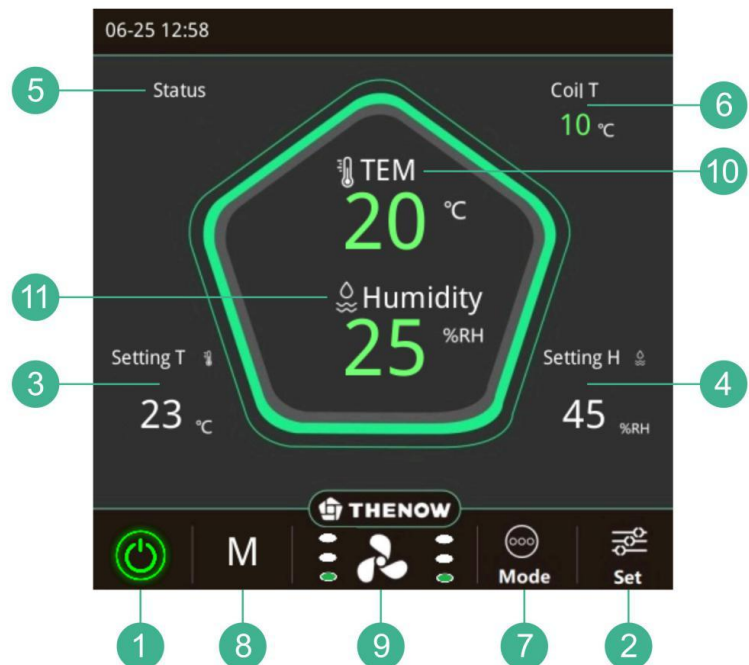 06-25 12:58
5
Status
Coil T
6
10 ℃
TEM
10
20 ℃
11
Humidity
25 %RH
Setting T
Setting H
3
4
23 ℃
45 %RH
THENOW
M
Mode
Set
1
8
9
7
2